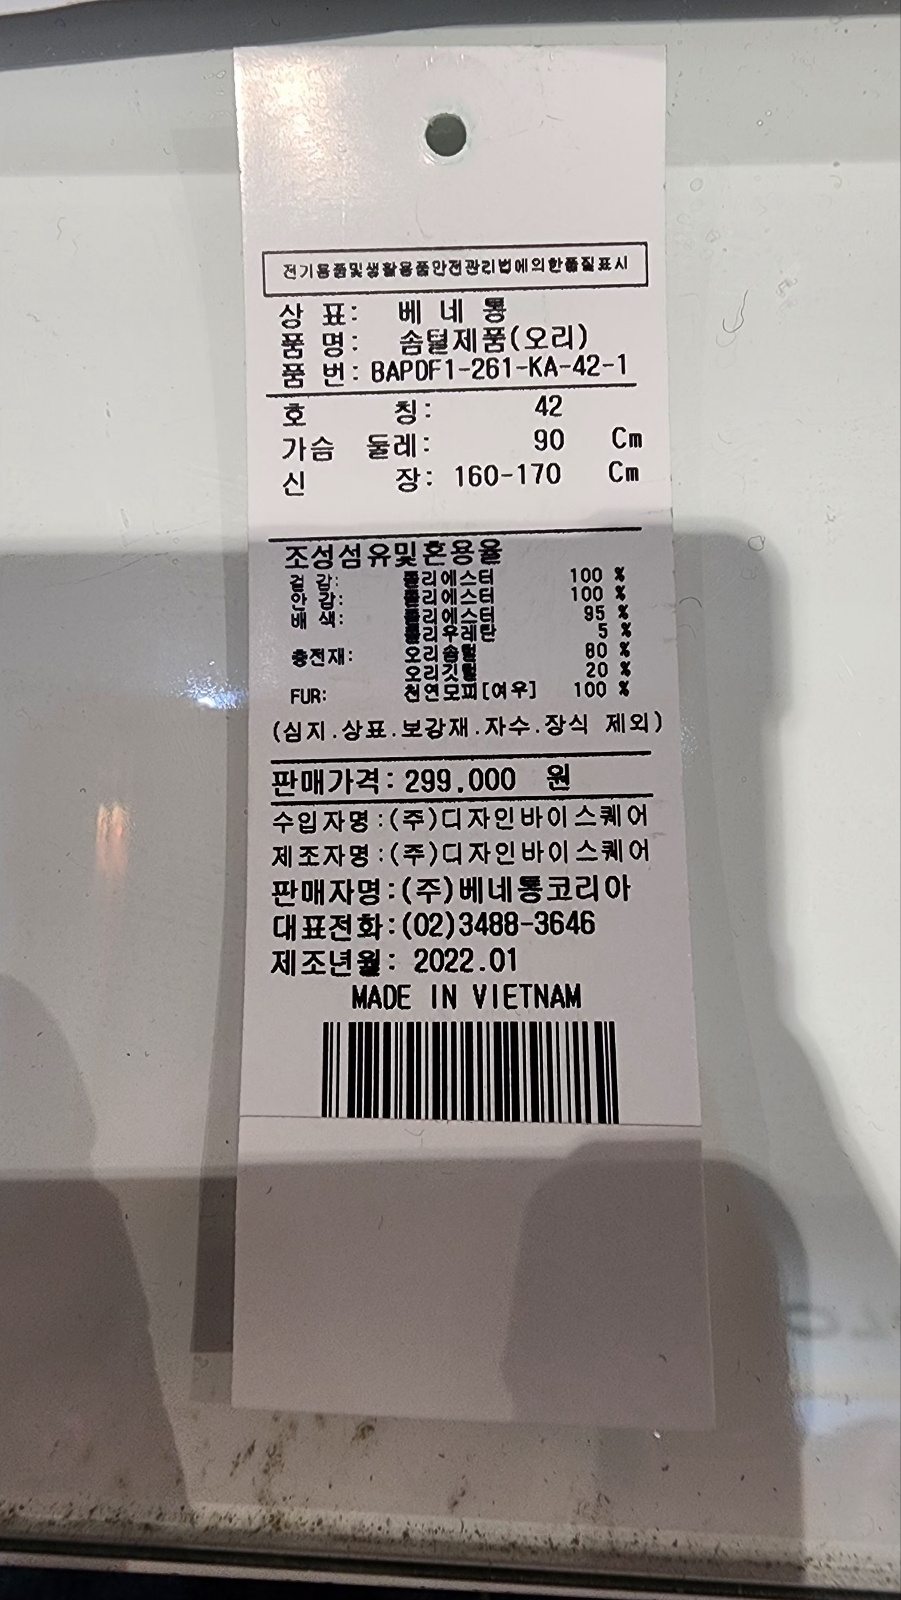 전기용품및생활용품안전관리법에의한품질표시
상 표: 베 네 통
품 명: 솜털제품(오리)
품 번: BAPDF1-261-KA-42-1
호 칭: 42
가슴 둘레: 90 Cm
신 장: 160-170 Cm
조성섬유및혼용율
겉 감: 폴리에스터 100 %
안 감: 폴리에스터 100 %
배 색: 폴리에스터 95 %
폴리우레탄 5 %
충전재: 오리솜털 80 %
오리깃털 20 %
FUR: 천연모피[여우] 100 %
(심지.상표.보강재.자수.장식 제외)
판매가격: 299.000 원
수입자명:(주)디자인바이스퀘어
제조자명:(주)디자인바이스퀘어
판매자명:(주)베네통코리아
대표전화:(02)3488-3646
제조년월: 2022.01
MADE IN VIETNAM